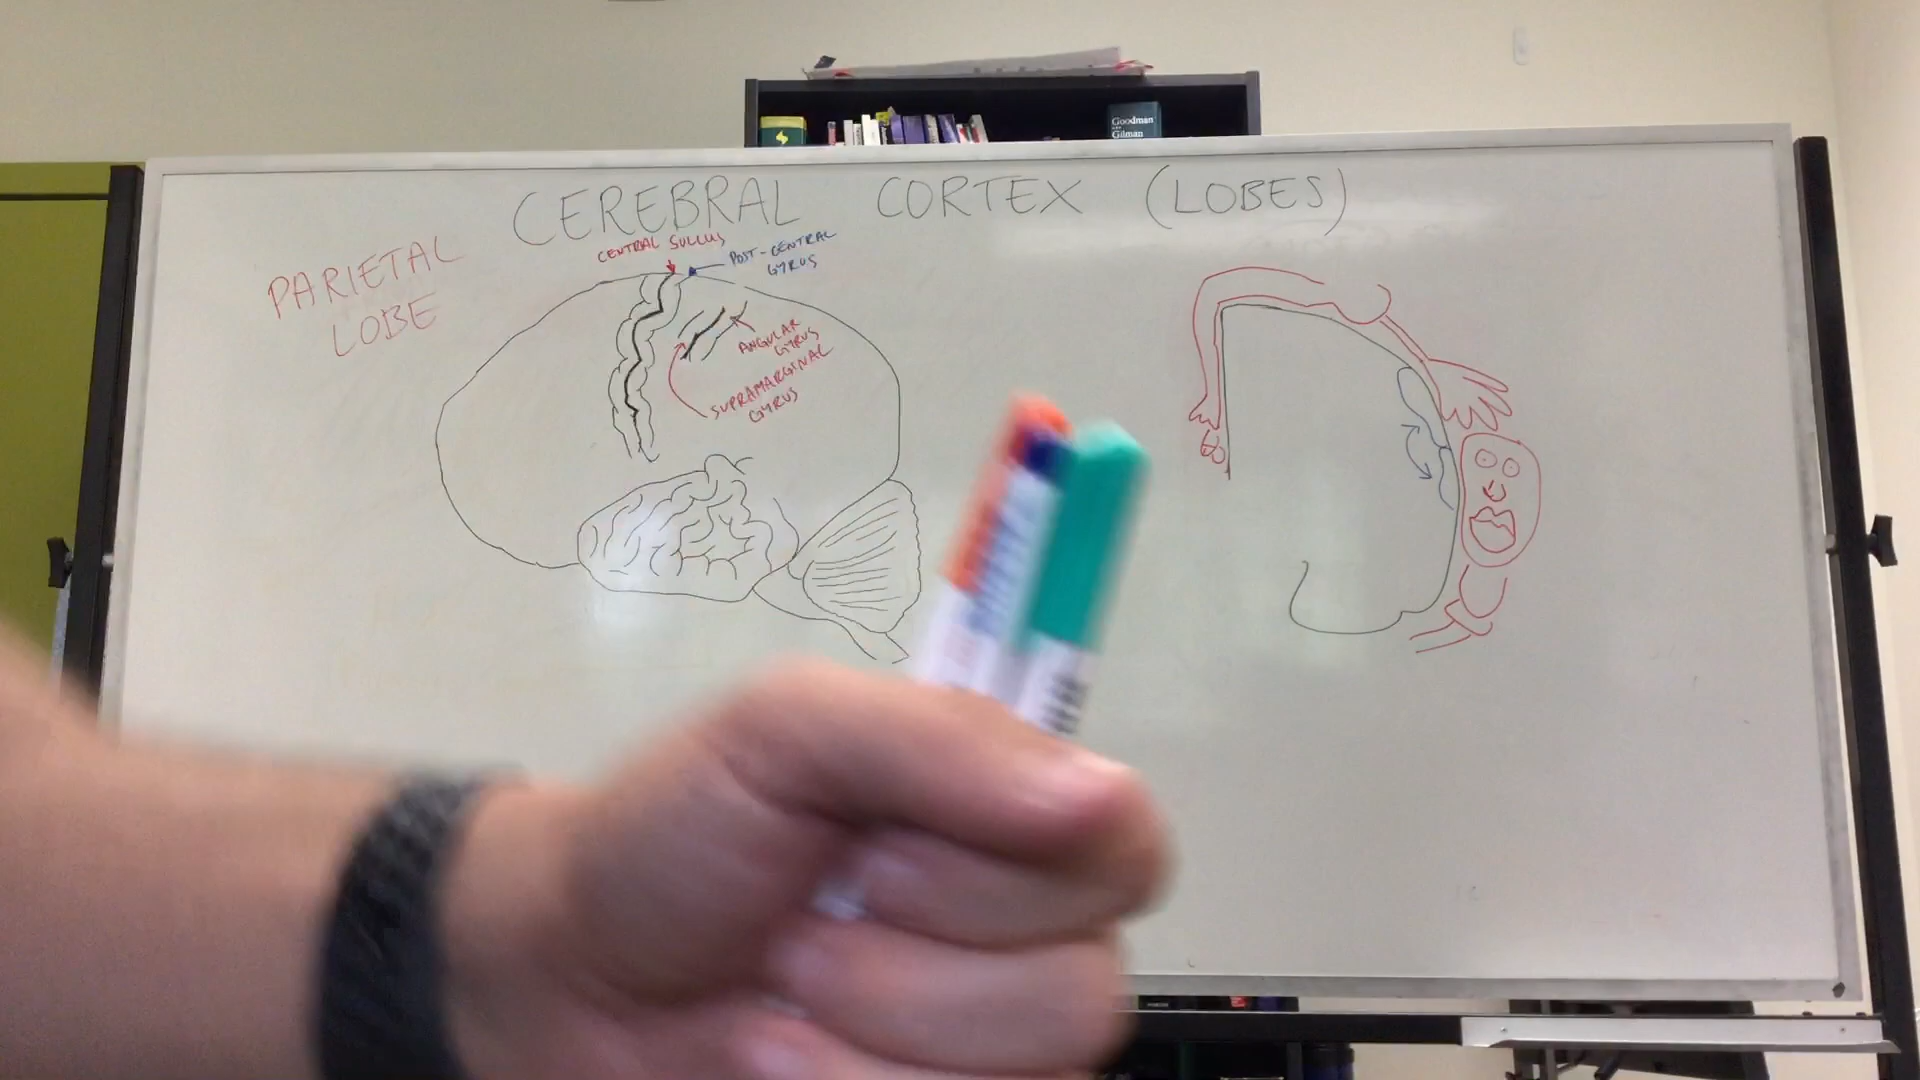 Goodman
Gilman
CEREBRAL CORTEX (LOBES)
PARIETAL
LOBE
CENTRAL SULCUS
POST-CENTRAL
GYRUS
ANGULAR
GYRUS
SUPRAMARGINAL
GYRUS